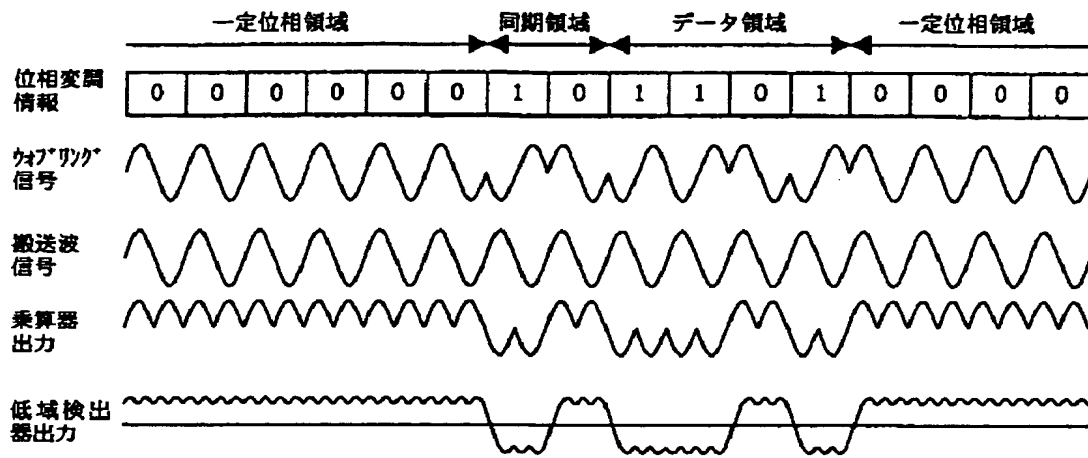 一定位相領域 同期領域 データ領域 一定位相領域
位相変調
情報
0 0 0 0 0 0 1 0 1 1 0 1 0 0 0 0
ｳｫﾌﾞﾘﾝｸﾞ
信号
搬送波
信号
乗算器
出力
低域検出
器出力